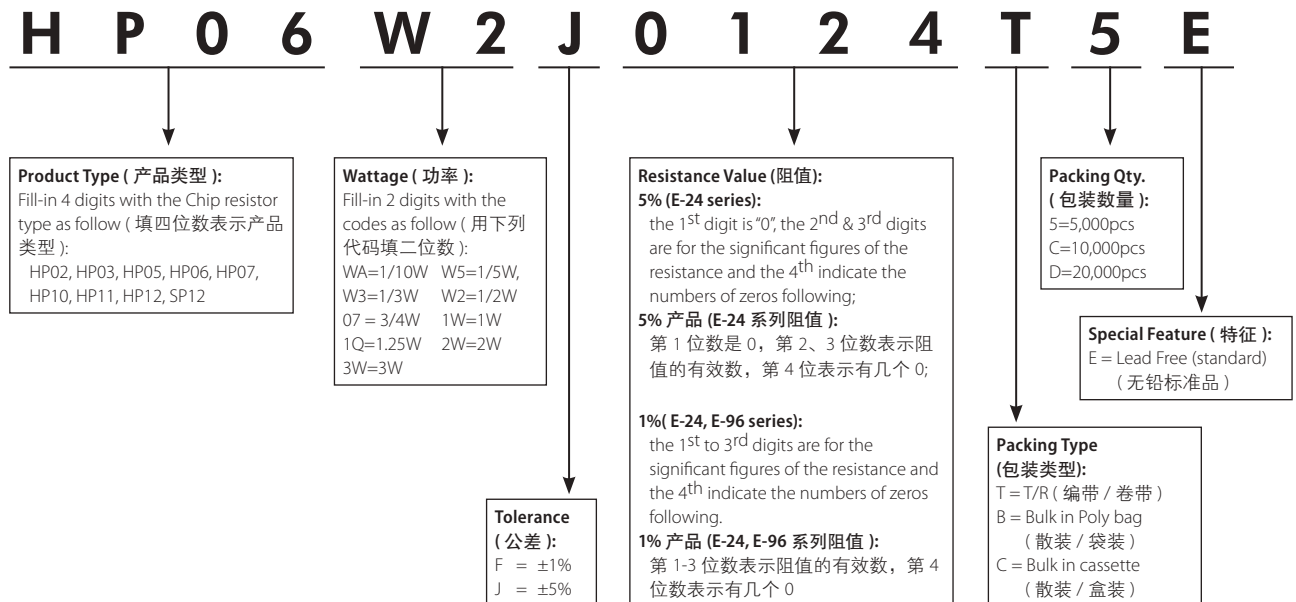 HP06W2J0124T5E
Product Type ( 产品类型 ):
Fill-in 4 digits with the Chip resistor
type as follow ( 填四位数表示产品
类型 ):
HP02, HP03, HP05, HP06, HP07,
HP10, HP11, HP12, SP12
Wattage ( 功率 ):
Fill-in 2 digits with the
codes as follow ( 用下列
代码填二位数 ):
WA=1/10W W5=1/5W,
W3=1/3W W2=1/2W
07 = 3/4W 1W=1W
1Q=1.25W 2W=2W
3W=3W
Tolerance
( 公差 ):
F = ±1%
J = ±5%
Resistance Value (阻值):
5% (E-24 series):
the 1st digit is “0”, the 2nd & 3rd digits
are for the significant figures of the
resistance and the 4th indicate the
numbers of zeros following;
5% 产品 (E-24 系列阻值 ):
第 1 位数是 0，第 2、3 位数表示阻
值的有效数，第 4 位表示有几个 0;
1%( E-24, E-96 series):
the 1st to 3rd digits are for the
significant figures of the resistance and
the 4th indicate the numbers of zeros
following.
1% 产品 (E-24, E-96 系列阻值 ):
第 1-3 位数表示阻值的有效数，第 4
位数表示有几个 0
Packing Type
(包装类型):
T = T/R ( 编带 / 卷带 )
B = Bulk in Poly bag
( 散装 / 袋装 )
C = Bulk in cassette
( 散装 / 盒装 )
Packing Qty.
( 包装数量 ):
5=5,000pcs
C=10,000pcs
D=20,000pcs
Special Feature ( 特征 ):
E = Lead Free (standard)
( 无铅标准品 )